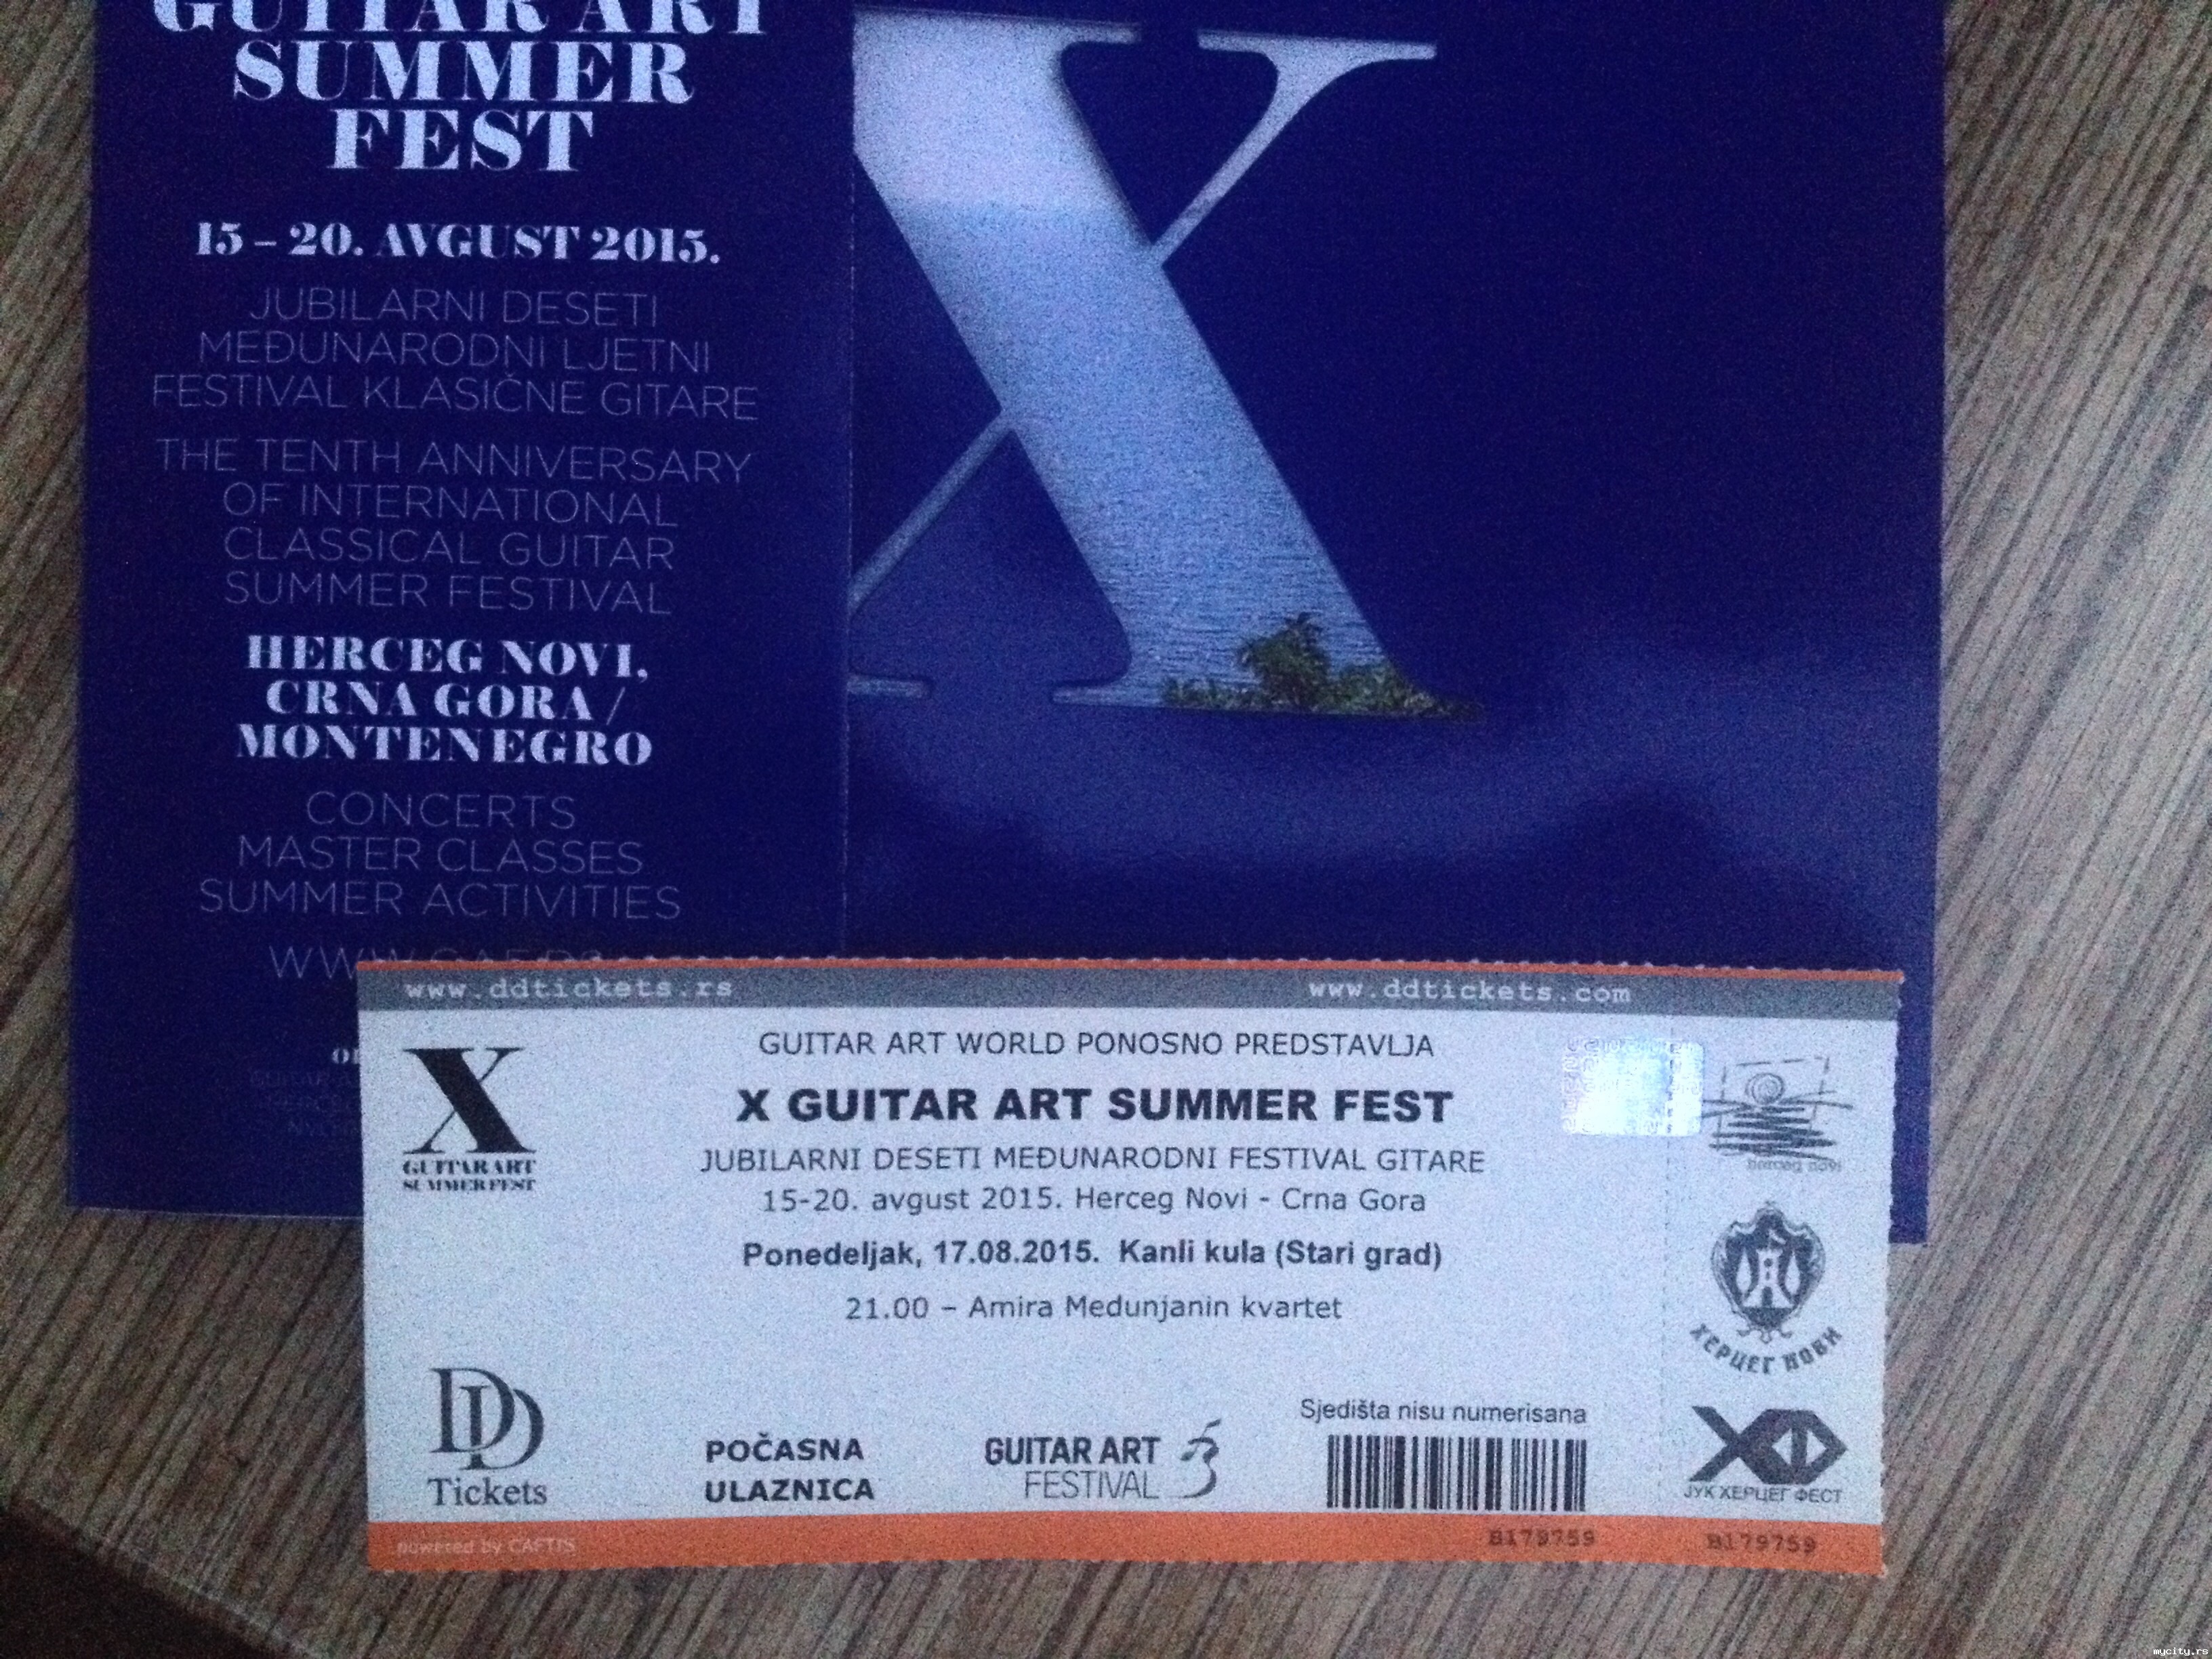 GUITAR ART
SUMMER
FEST
15 – 20. AVGUST 2015.
JUBILARNI DESETI
MEĐUNARODNI LJETNI
FESTIVAL KLASIČNE GITARE
THE TENTH ANNIVERSARY
OF INTERNATIONAL
CLASSICAL GUITAR
SUMMER FESTIVAL
HERCEG NOVI,
CRNA GORA /
MONTENEGRO
CONCERTS
MASTER CLASSES
SUMMER ACTIVITIES
X
www.ddtickets.rs
www.ddtickets.com
X
GUITAR ART
SUMMER FEST
GUITAR ART WORLD PONOSNO PREDSTAVLJA
X GUITAR ART SUMMER FEST
JUBILARNI DESETI MEĐUNARODNI FESTIVAL GITARE
15-20. avgust 2015. Herceg Novi - Crna Gora
Ponedeljak, 17.08.2015. Kanli kula (Stari grad)
21.00 – Amira Medunjanin kvartet
DD
Tickets
POČASNA
ULAZNICA
GUITAR ART
FESTIVAL
Sjedišta nisu numerisana
herceg novi
ХЕРЦЕГ НОВИ
ЈУК ХЕРЦЕГ ФЕСТ
powered by CAFTIS
B179759
B179759
mycity.rs